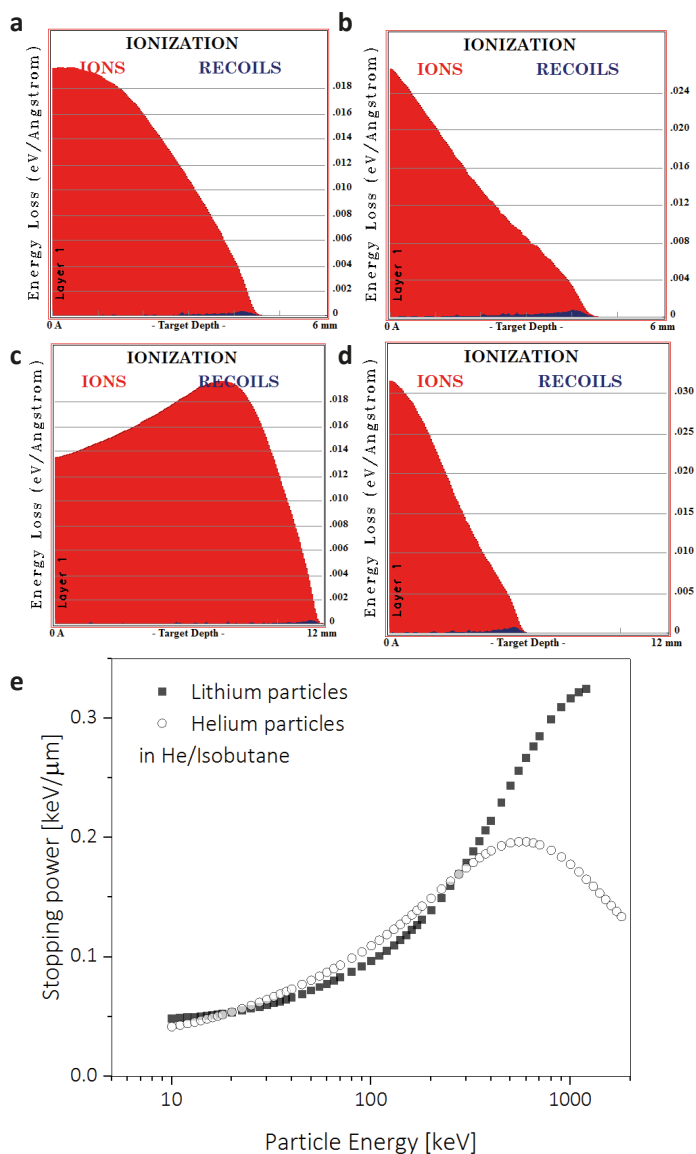 a
IONIZATION
IONS RECOILS
Energy Loss (eV/Angstrom)
Layer 1
.018
.016
.014
.012
.010
.008
.006
.004
.002
0
0 A - Target Depth - 6 mm
b
IONIZATION
IONS RECOILS
Energy Loss (eV/Angstrom)
Layer 1
.024
.020
.016
.012
.008
.004
0
0 A - Target Depth - 6 mm
c
IONIZATION
IONS RECOILS
Energy Loss (eV/Angstrom)
Layer 1
.018
.016
.014
.012
.010
.008
.006
.004
.002
0
0 A - Target Depth - 12 mm
d
IONIZATION
IONS RECOILS
Energy Loss (eV/Angstrom)
Layer 1
.030
.025
.020
.015
.010
.005
0
0 A - Target Depth - 12 mm
e
Lithium particles
Helium particles
in He/Isobutane
Stopping power [keV/μm]
0.3
0.2
0.1
0.0
10 100 1000
Particle Energy [keV]